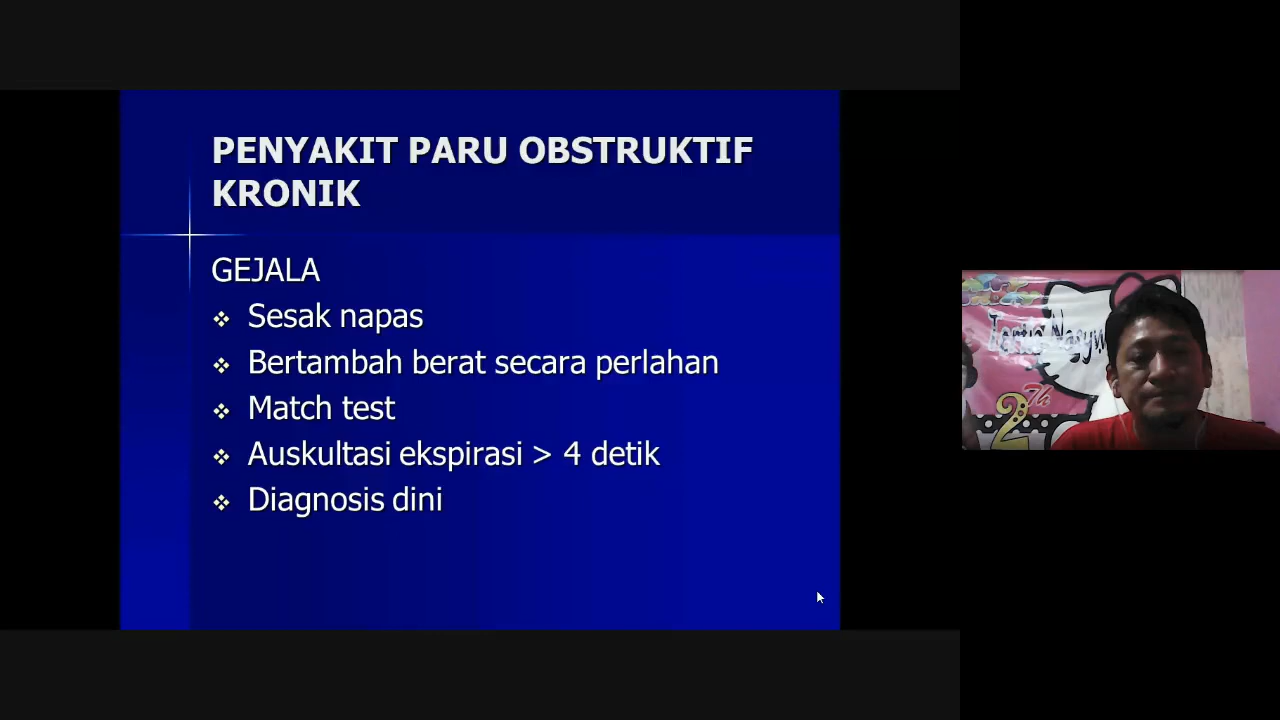 PENYAKIT PARU OBSTRUKTIF
KRONIK
GEJALA
Sesak napas
Bertambah berat secara perlahan
Match test
Auskultasi ekspirasi > 4 detik
Diagnosis dini
2Th